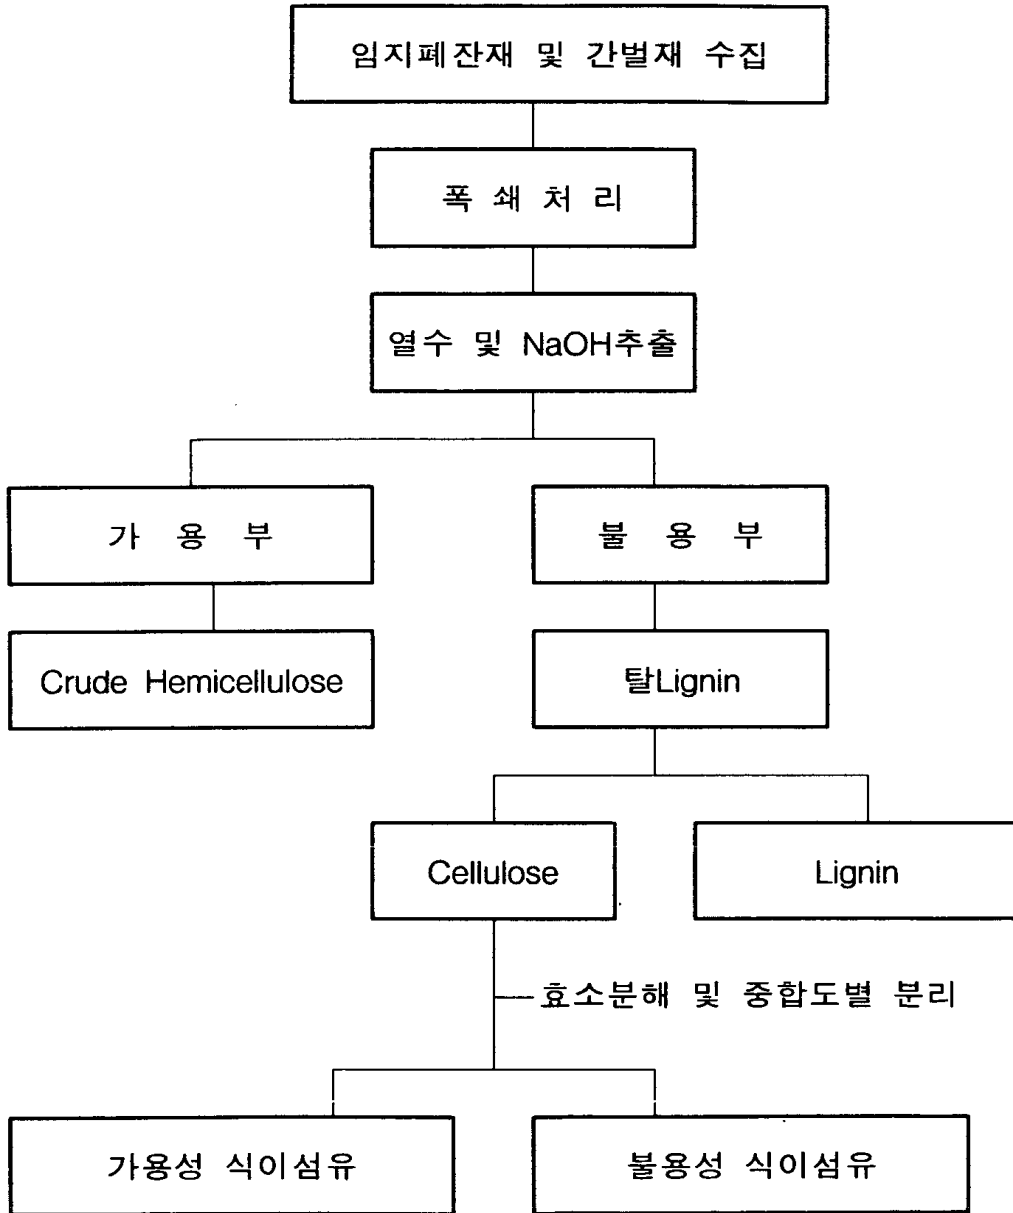 임지폐잔재 및 간벌재 수집
폭 쇄 처 리
열수 및 NaOH추출
가 용 부
불 용 부
Crude Hemicellulose
탈Lignin
Cellulose
Lignin
효소분해 및 중합도별 분리
가용성 식이섬유
불용성 식이섬유